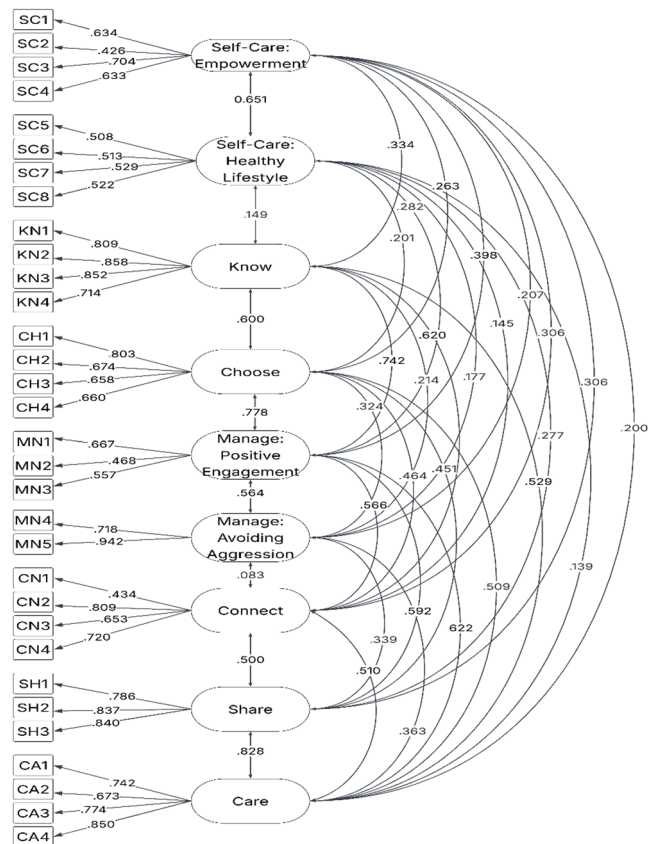 SC1
SC2
SC3
SC4
.634
.426
.704
.633
Self-Care:
Empowerment
0.651
SC5
SC6
SC7
SC8
.508
.513
.529
.522
Self-Care:
Healthy
Lifestyle
.149
KN1
KN2
KN3
KN4
.809
.858
.852
.714
Know
.600
CH1
CH2
CH3
CH4
.803
.674
.658
.660
Choose
.778
MN1
MN2
MN3
.667
.468
.557
Manage:
Positive
Engagement
.564
MN4
MN5
.718
.942
Manage:
Avoiding
Aggression
.083
CN1
CN2
CN3
CN4
.434
.809
.653
.720
Connect
.500
SH1
SH2
SH3
.786
.837
.840
Share
.828
CA1
CA2
CA3
CA4
.742
.673
.774
.850
Care
.334
.263
.282
.201
.398
.207
.145
.306
.620
.742
.214
.177
.306
.324
.200
.277
.464
.451
.529
.566
.139
.509
.592
.622
.339
.510
.363